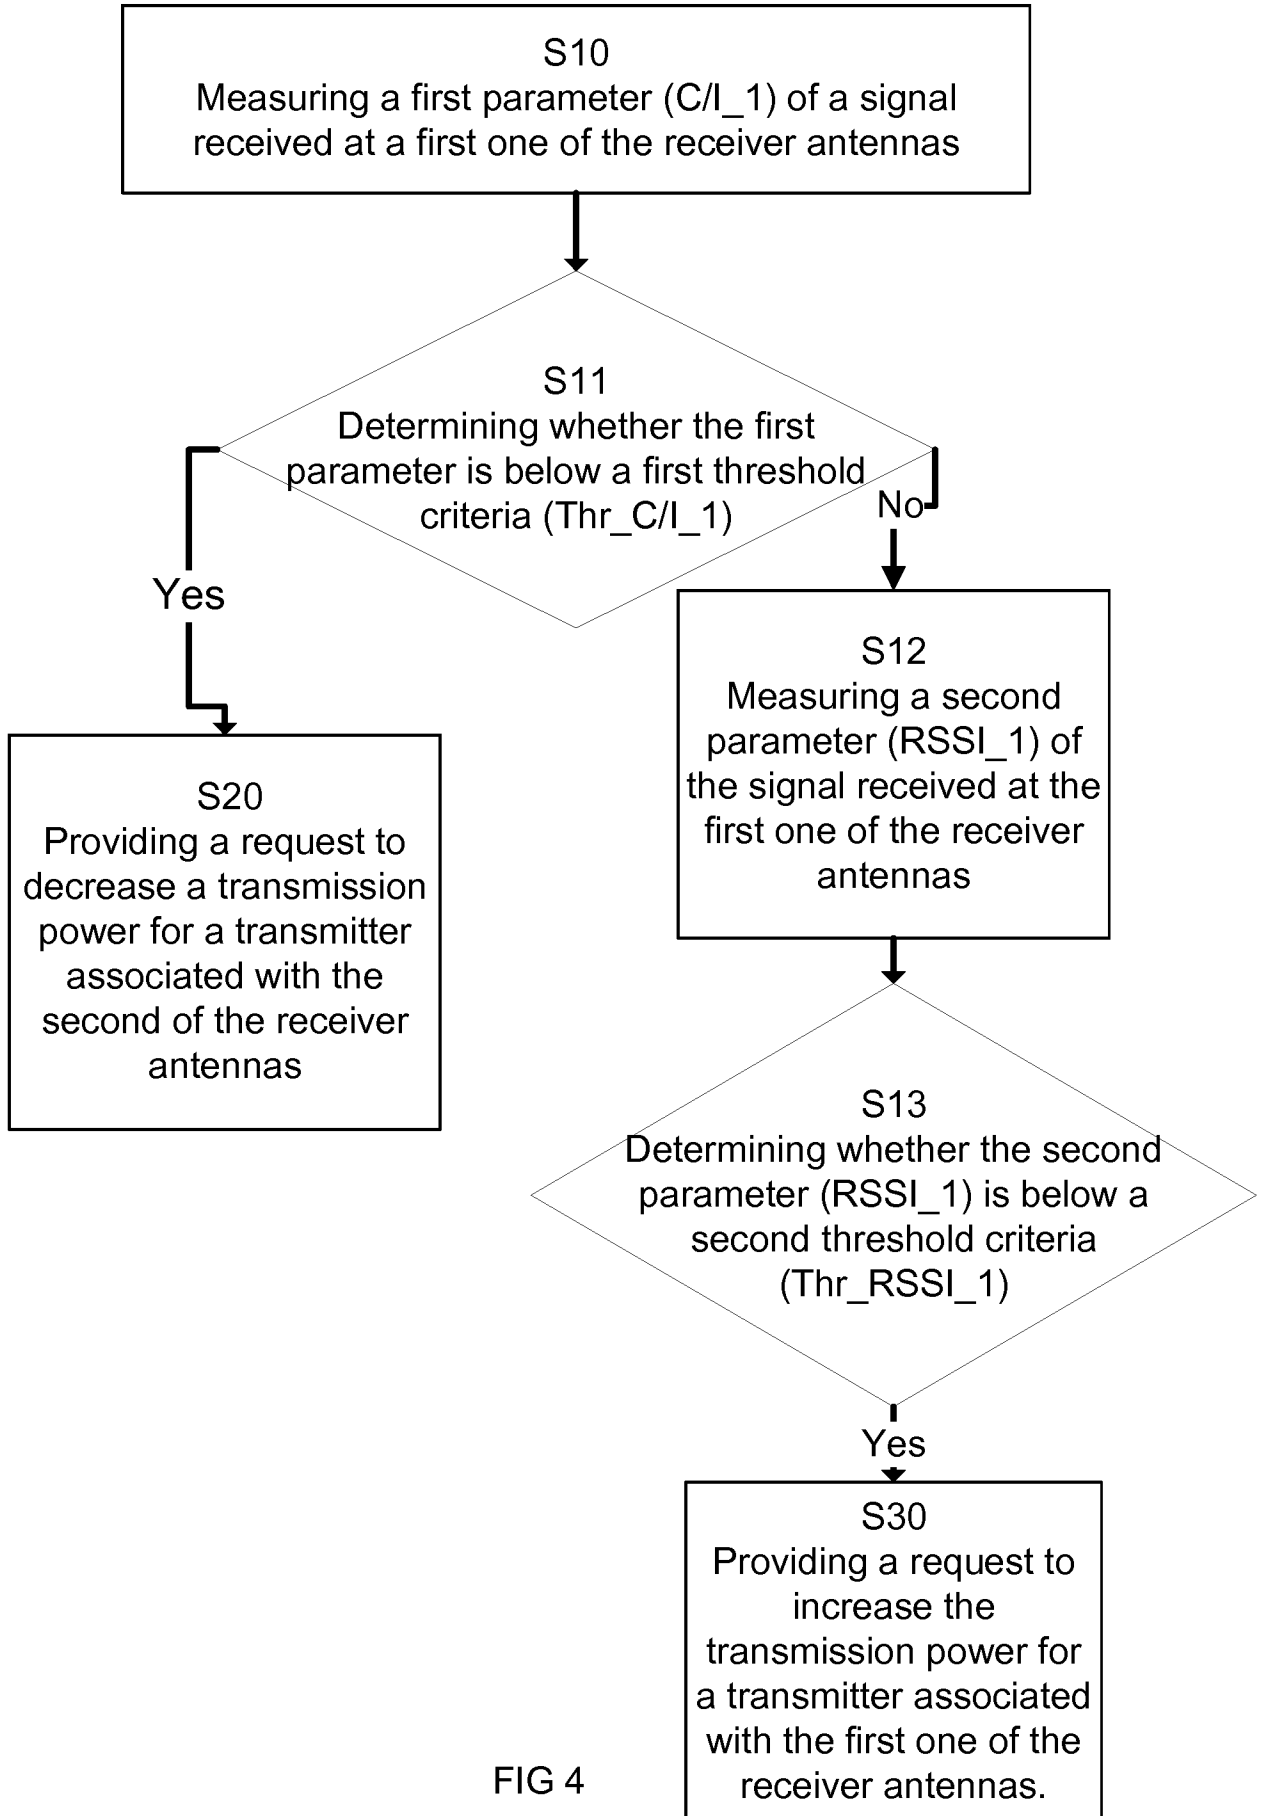 S10
Measuring a first parameter (C/I_1) of a signal
received at a first one of the receiver antennas
S11
Determining whether the first
parameter is below a first threshold
criteria (Thr_C/I_1)
No
Yes
S12
Measuring a second
parameter (RSSI_1) of
the signal received at the
first one of the receiver
antennas
S20
Providing a request to
decrease a transmission
power for a transmitter
associated with the
second of the receiver
antennas
S13
Determining whether the second
parameter (RSSI_1) is below a
second threshold criteria
(Thr_RSSI_1)
Yes
S30
Providing a request to
increase the
transmission power for
a transmitter associated
with the first one of the
receiver antennas.
FIG 4